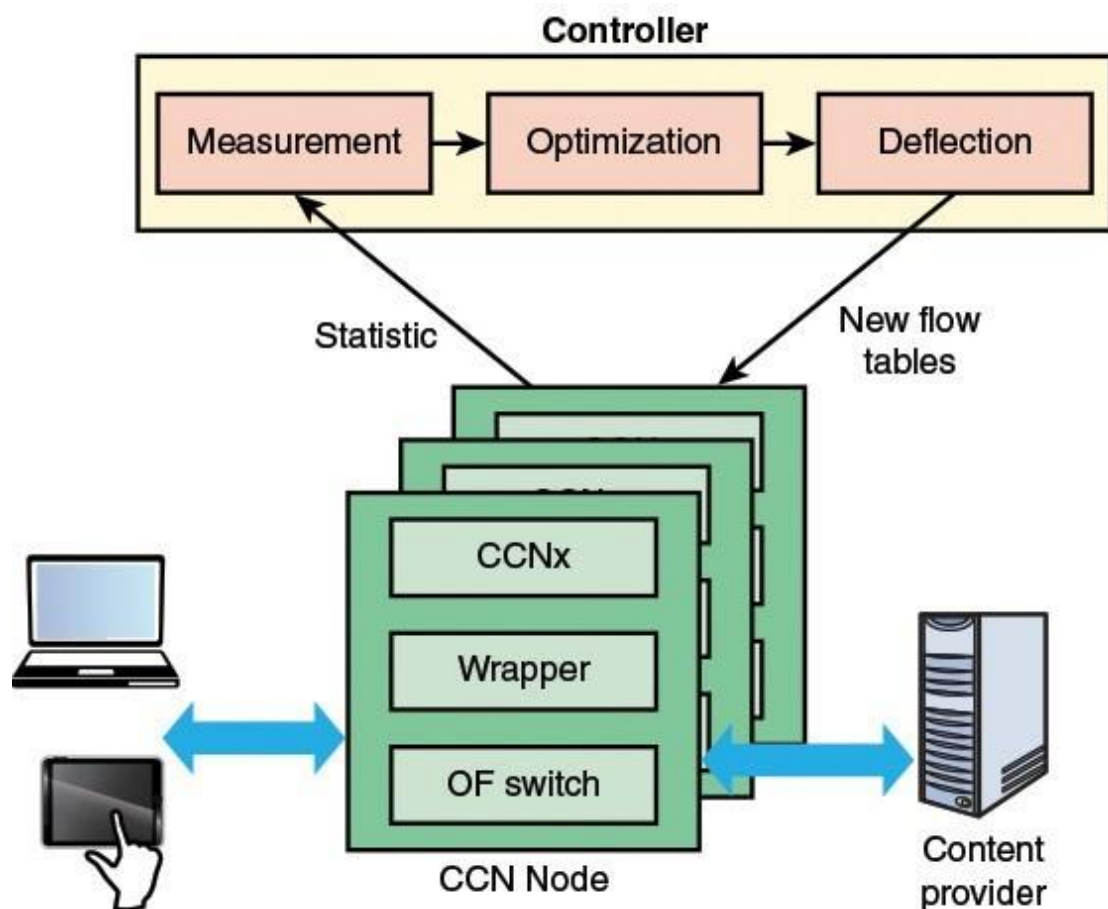 Controller
Measurement
Optimization
Deflection
Statistic
New flow
tables
CCNx
Wrapper
OF switch
CCN Node
Content
provider